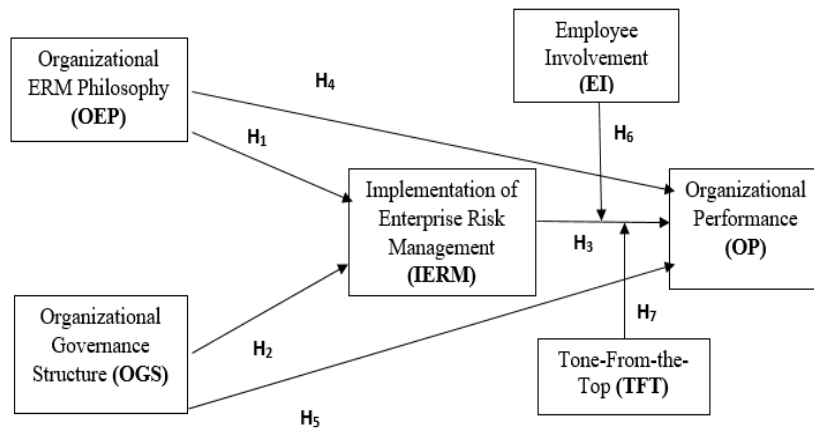 Organizational
ERM Philosophy
(OEP)
H4
H1
Employee
Involvement
(EI)
H6
Implementation of
Enterprise Risk
Management
(IERM)
H3
Organizational
Performance
(OP)
Organizational
Governance
Structure (OGS)
H2
H5
H7
Tone-From-the-
Top (TFT)